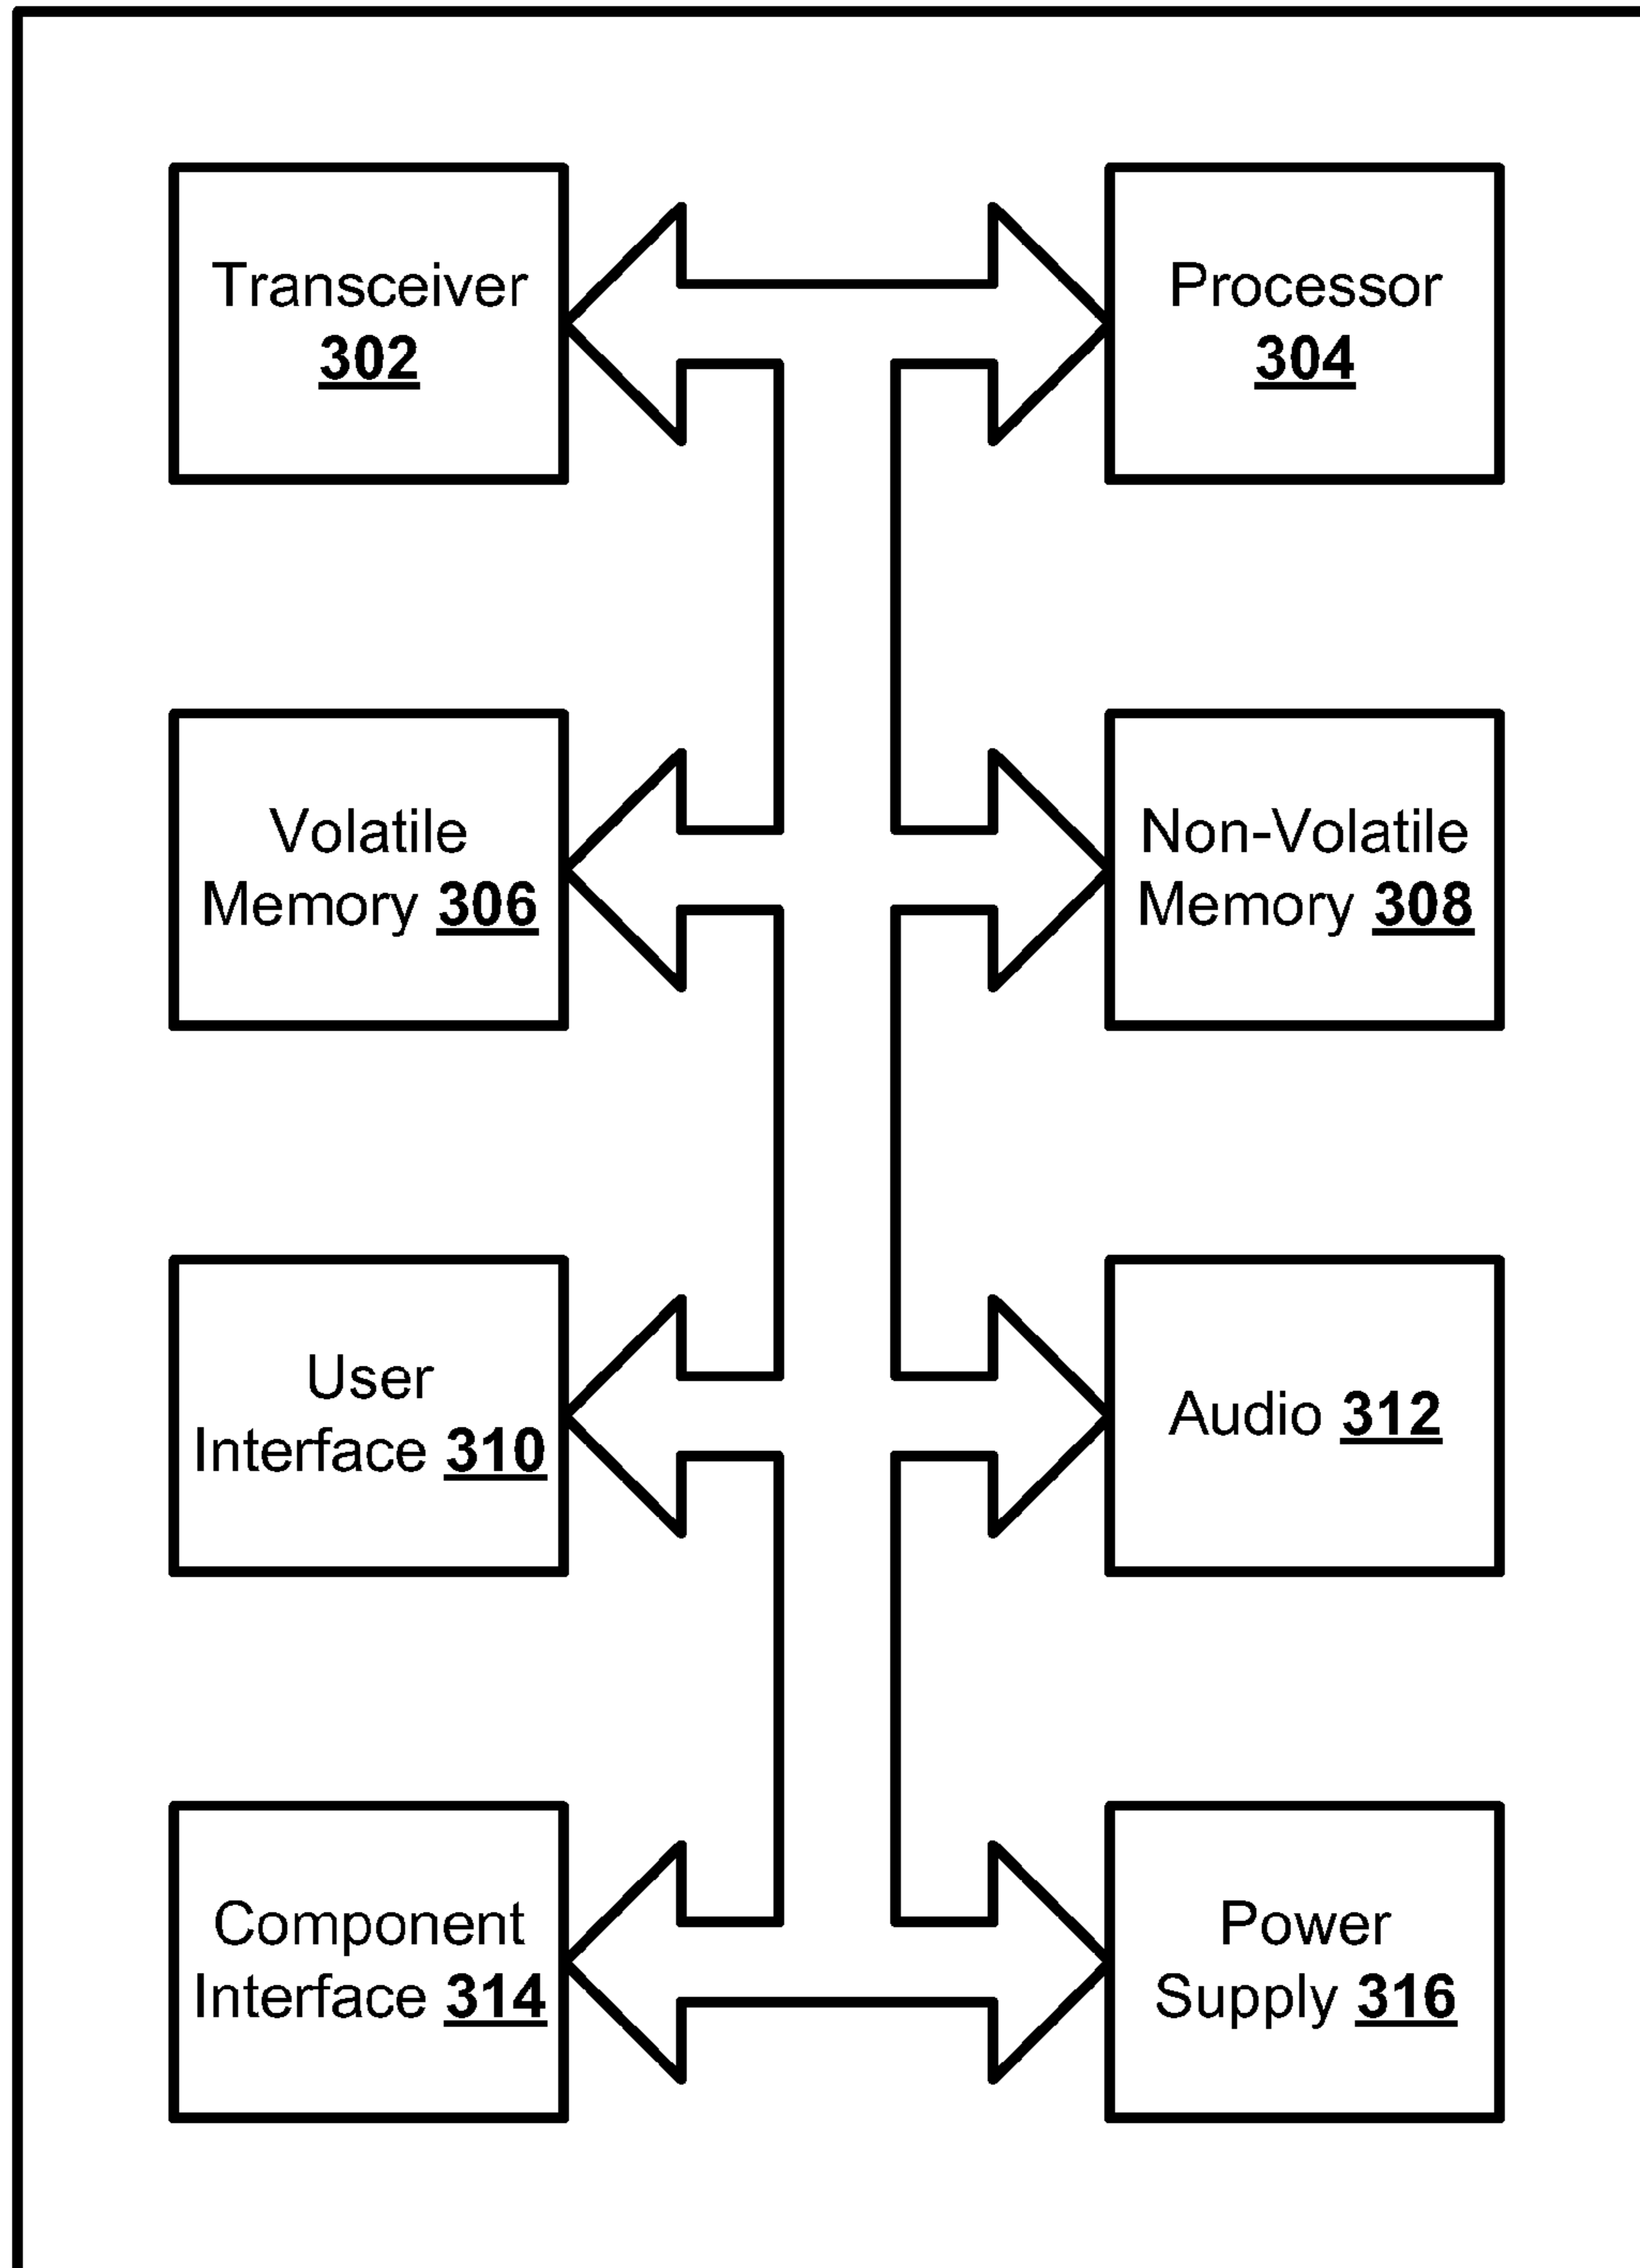 Transceiver
302
Processor
304
Volatile
Memory 306
Non-Volatile
Memory 308
User
Interface 310
Audio 312
Component
Interface 314
Power
Supply 316